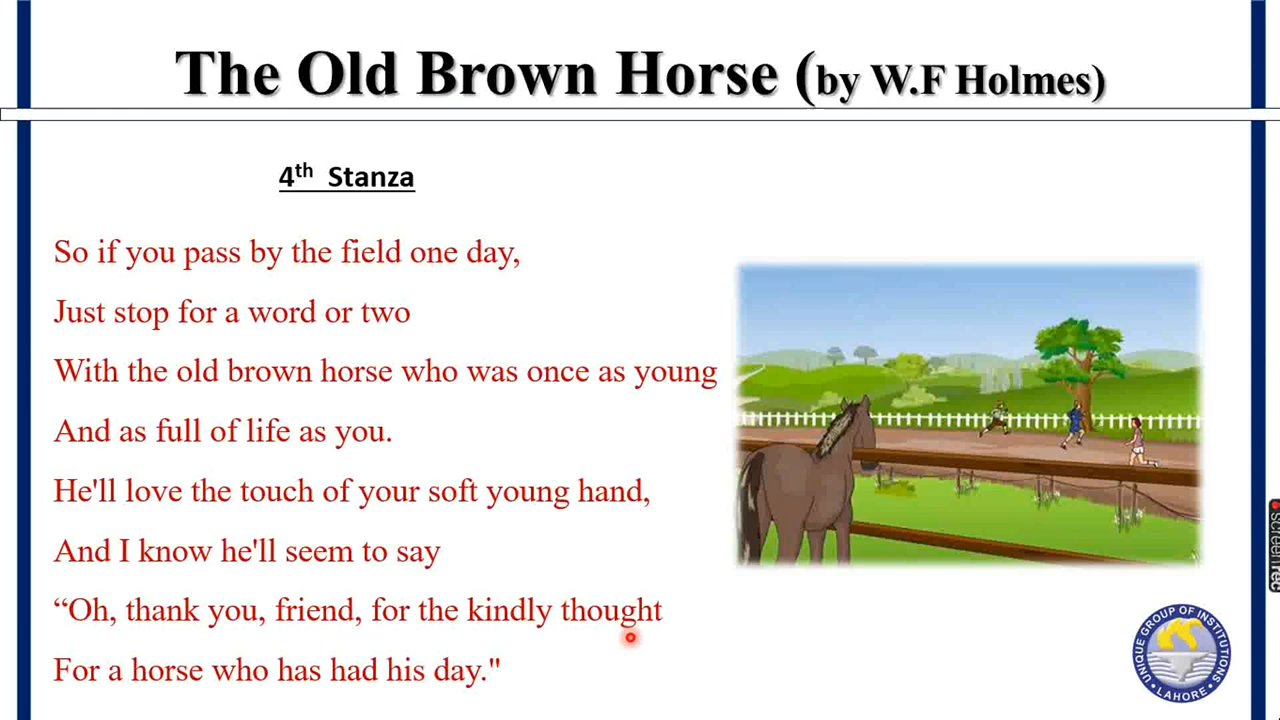 The Old Brown Horse (by W.F Holmes)
4th Stanza
So if you pass by the field one day,
Just stop for a word or two
With the old brown horse who was once as young
And as full of life as you.
He'll love the touch of your soft young hand,
And I know he'll seem to say
“Oh, thank you, friend, for the kindly thought
For a horse who has had his day."
UNIQUE GROUP OF INSTITUTIONS
• LAHORE •
screenrec